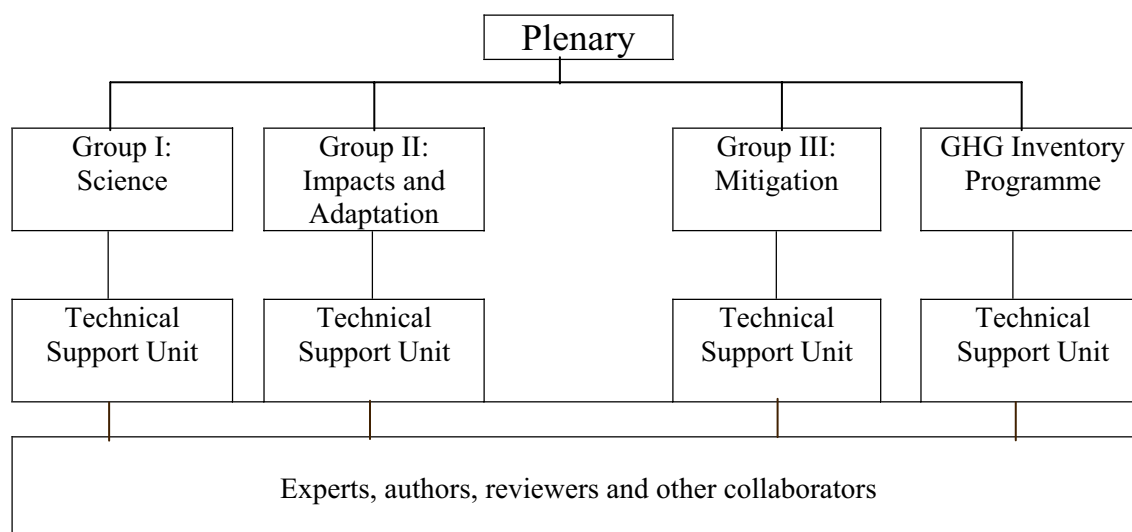 Plenary
Group I:
Science
Group II:
Impacts and
Adaptation
Group III:
Mitigation
GHG Inventory
Programme
Technical
Support Unit
Technical
Support Unit
Technical
Support Unit
Technical
Support Unit
Experts, authors, reviewers and other collaborators